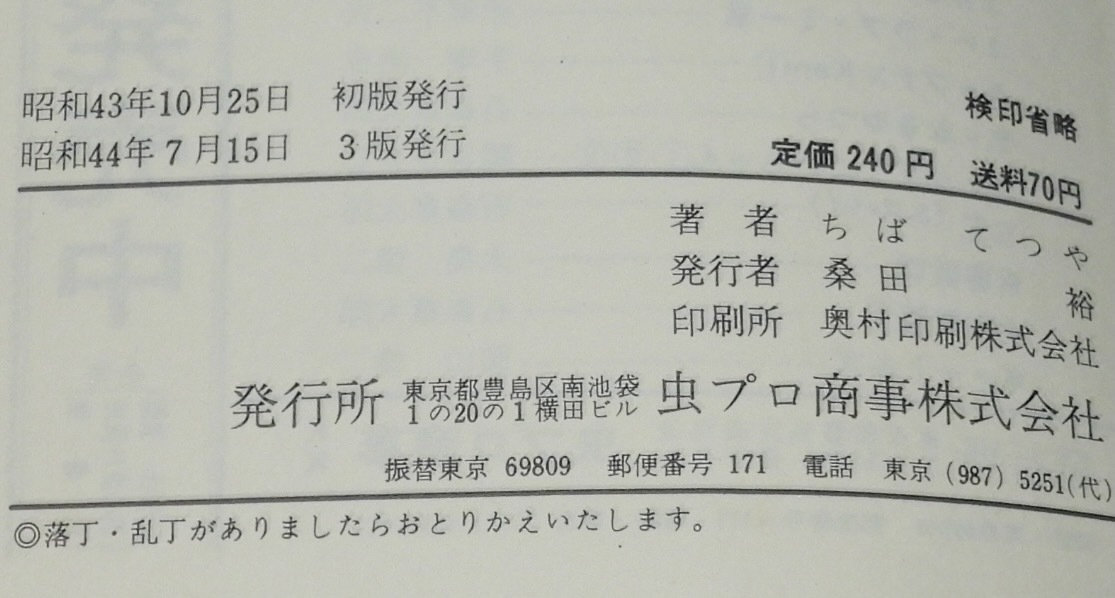 昭和43年10月25日　初版発行
昭和44年7月15日　3版発行
検印省略
定価 240 円　送料70円
著　者　ちば　てつや
発行者　桑田　裕
印刷所　奥村印刷株式会社
発行所　東京都豊島区南池袋
1の20の1横田ビル
虫プロ商事株式会社
振替東京 69809　郵便番号 171　電話　東京（987）5251（代）
◎落丁・乱丁がありましたらおとりかえいたします。